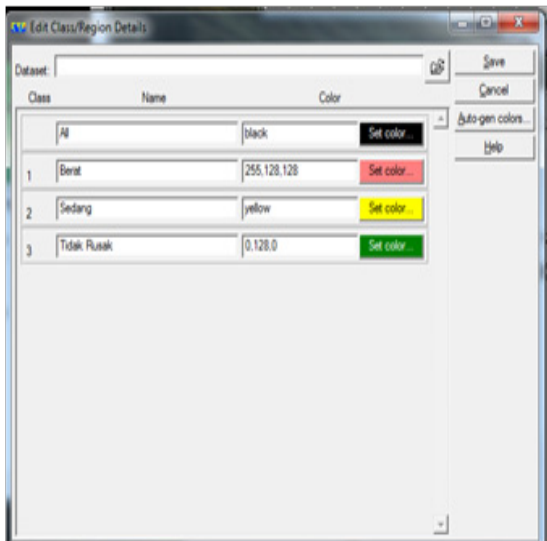 Edit Class/Region Details
Dataset:
Save
Class Name Color
Cancel
Auto-gen colors...
All black Set color...
Help
1 Berat 255,128,128 Set color...
2 Sedang yellow Set color...
3 Tidak Rusak 0,128,0 Set color...